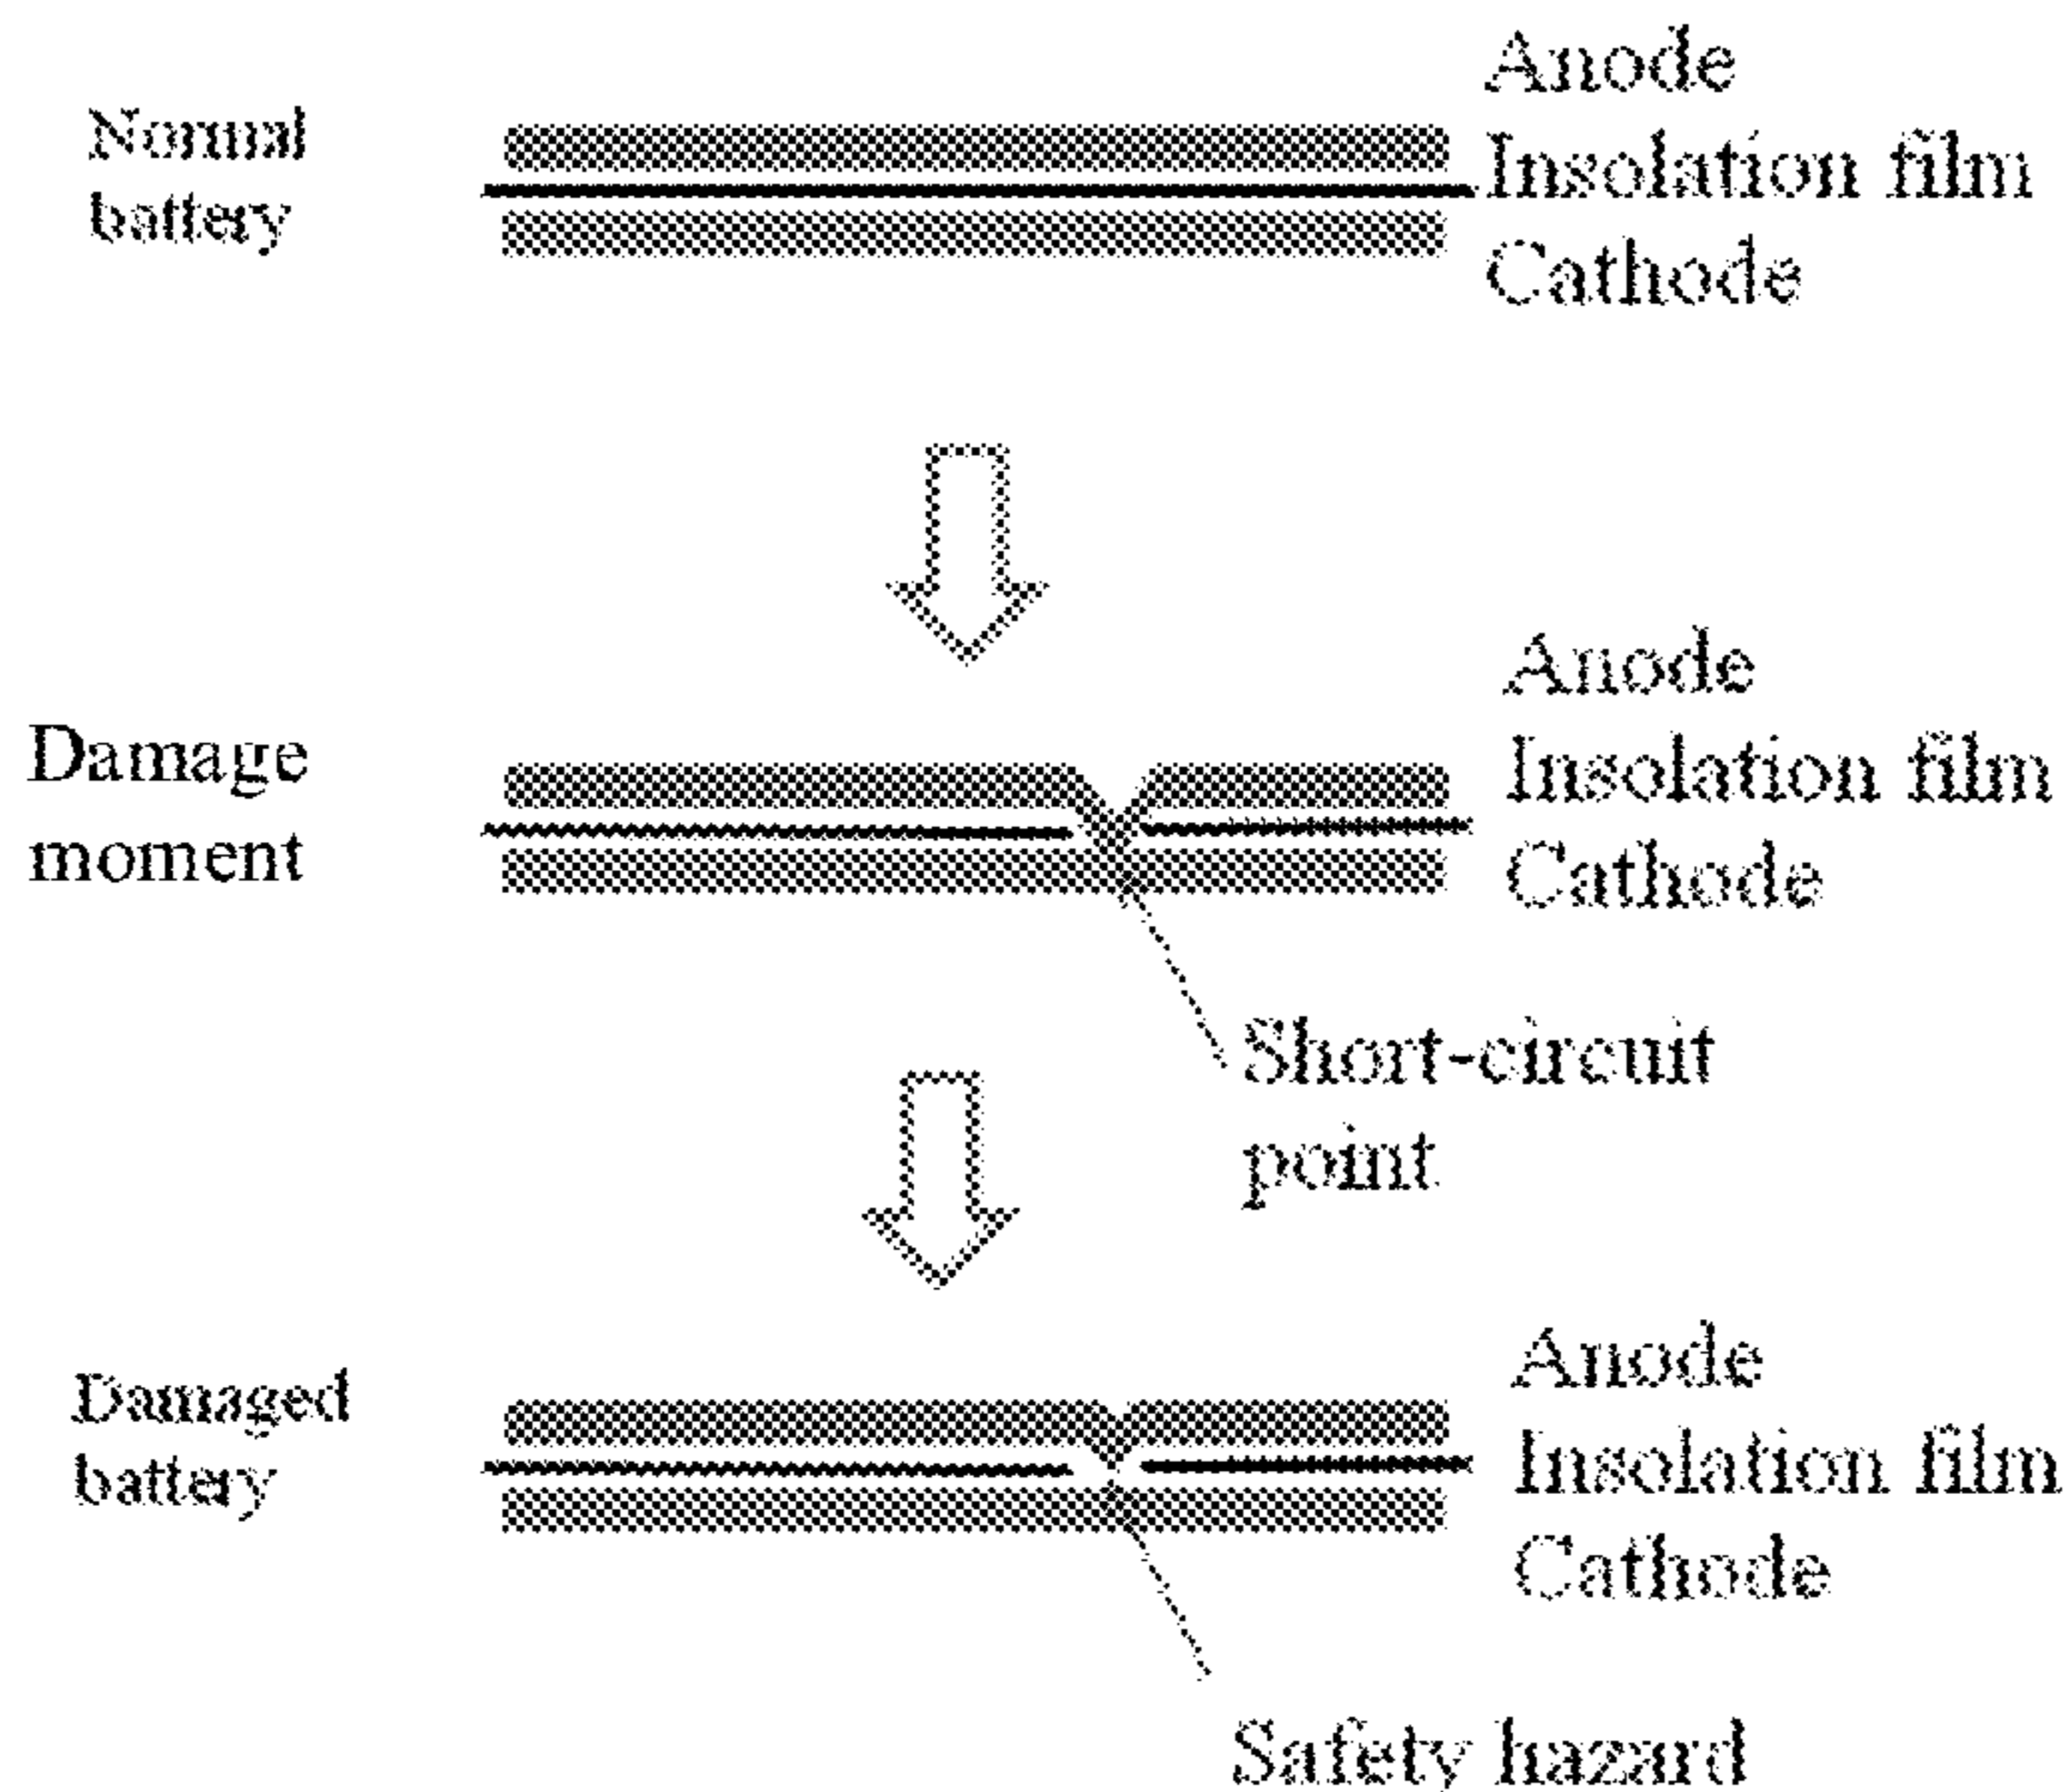 Normal
battery
Anode
Insolation film
Cathode
Damage
moment
Anode
Insolation film
Cathode
Short-circuit
point
Damaged
battery
Anode
Insolation film
Cathode
Safety hazard